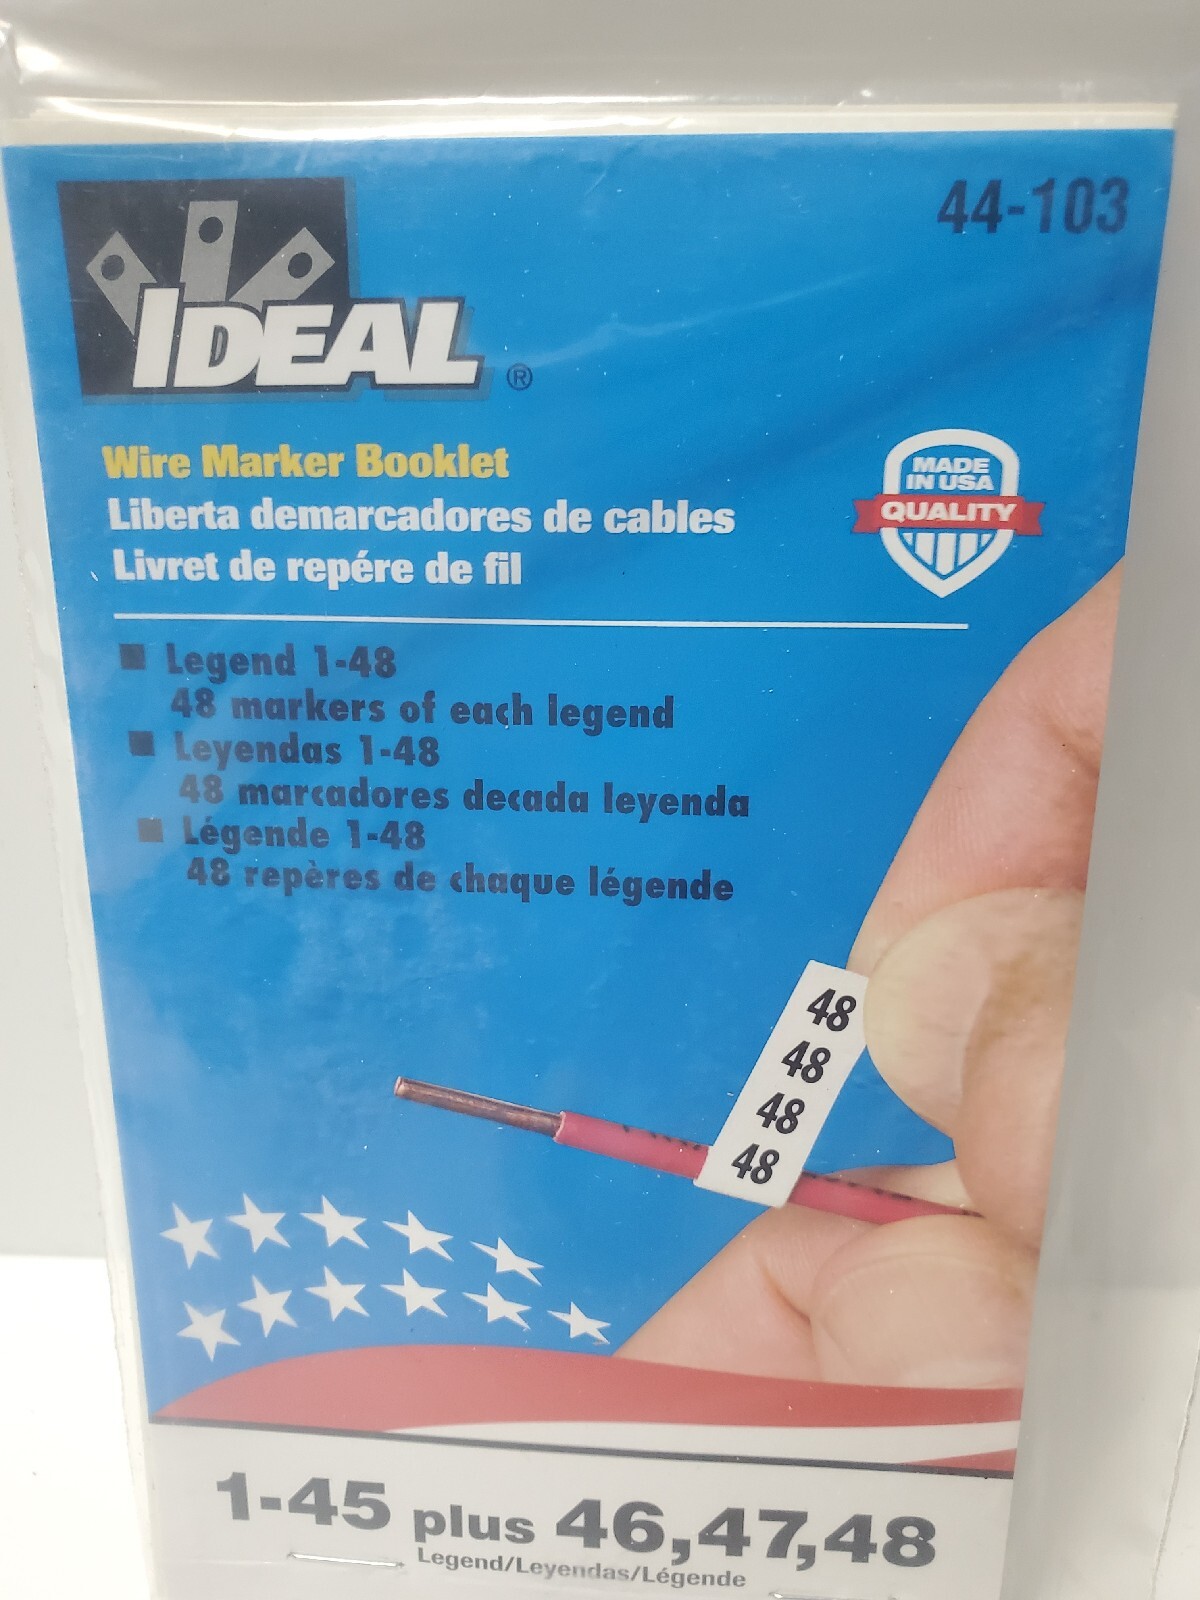 44-103
IDEAL®
Wire Marker Booklet
Liberta demarcadores de cables
Livret de repére de fil
MADE
IN USA
QUALITY
■ Legend 1-48
48 markers of each legend
■ Leyendas 1-48
48 marcadores decada leyenda
■ Légende 1-48
48 repères de chaque légende
48
48
48
48
1-45 plus 46,47,48
Legend/Leyendas/Légende